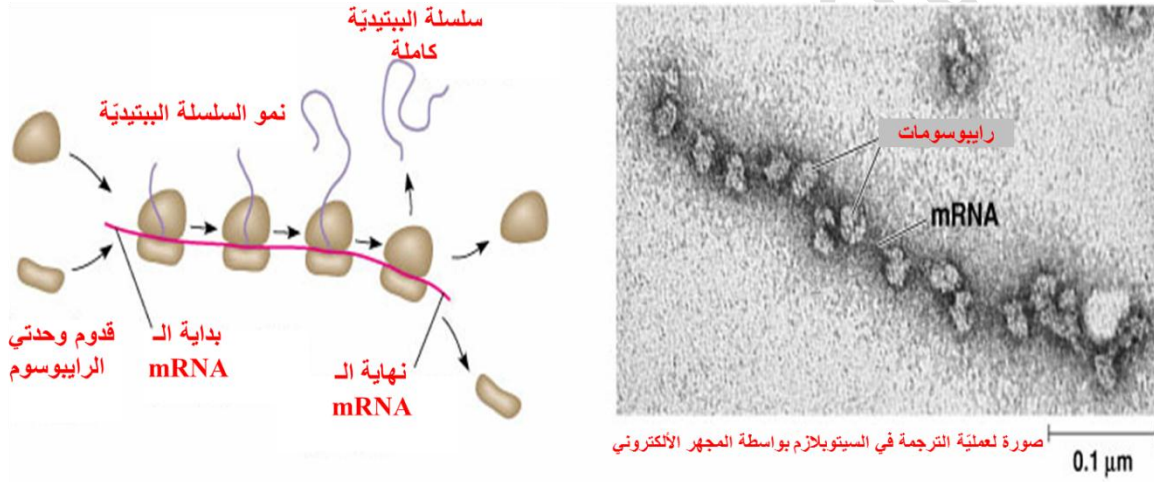 سلسلة الببتيديّة
كاملة
نمو السلسلة الببتيديّة
قدوم وحدتي
الرايبوسوم
بداية الـ
mRNA
نهاية الـ
mRNA
رايبوسومات
mRNA
صورة لعمليّة الترجمة في السيتوبلازم بواسطة المجهر الألكتروني
0.1 μm